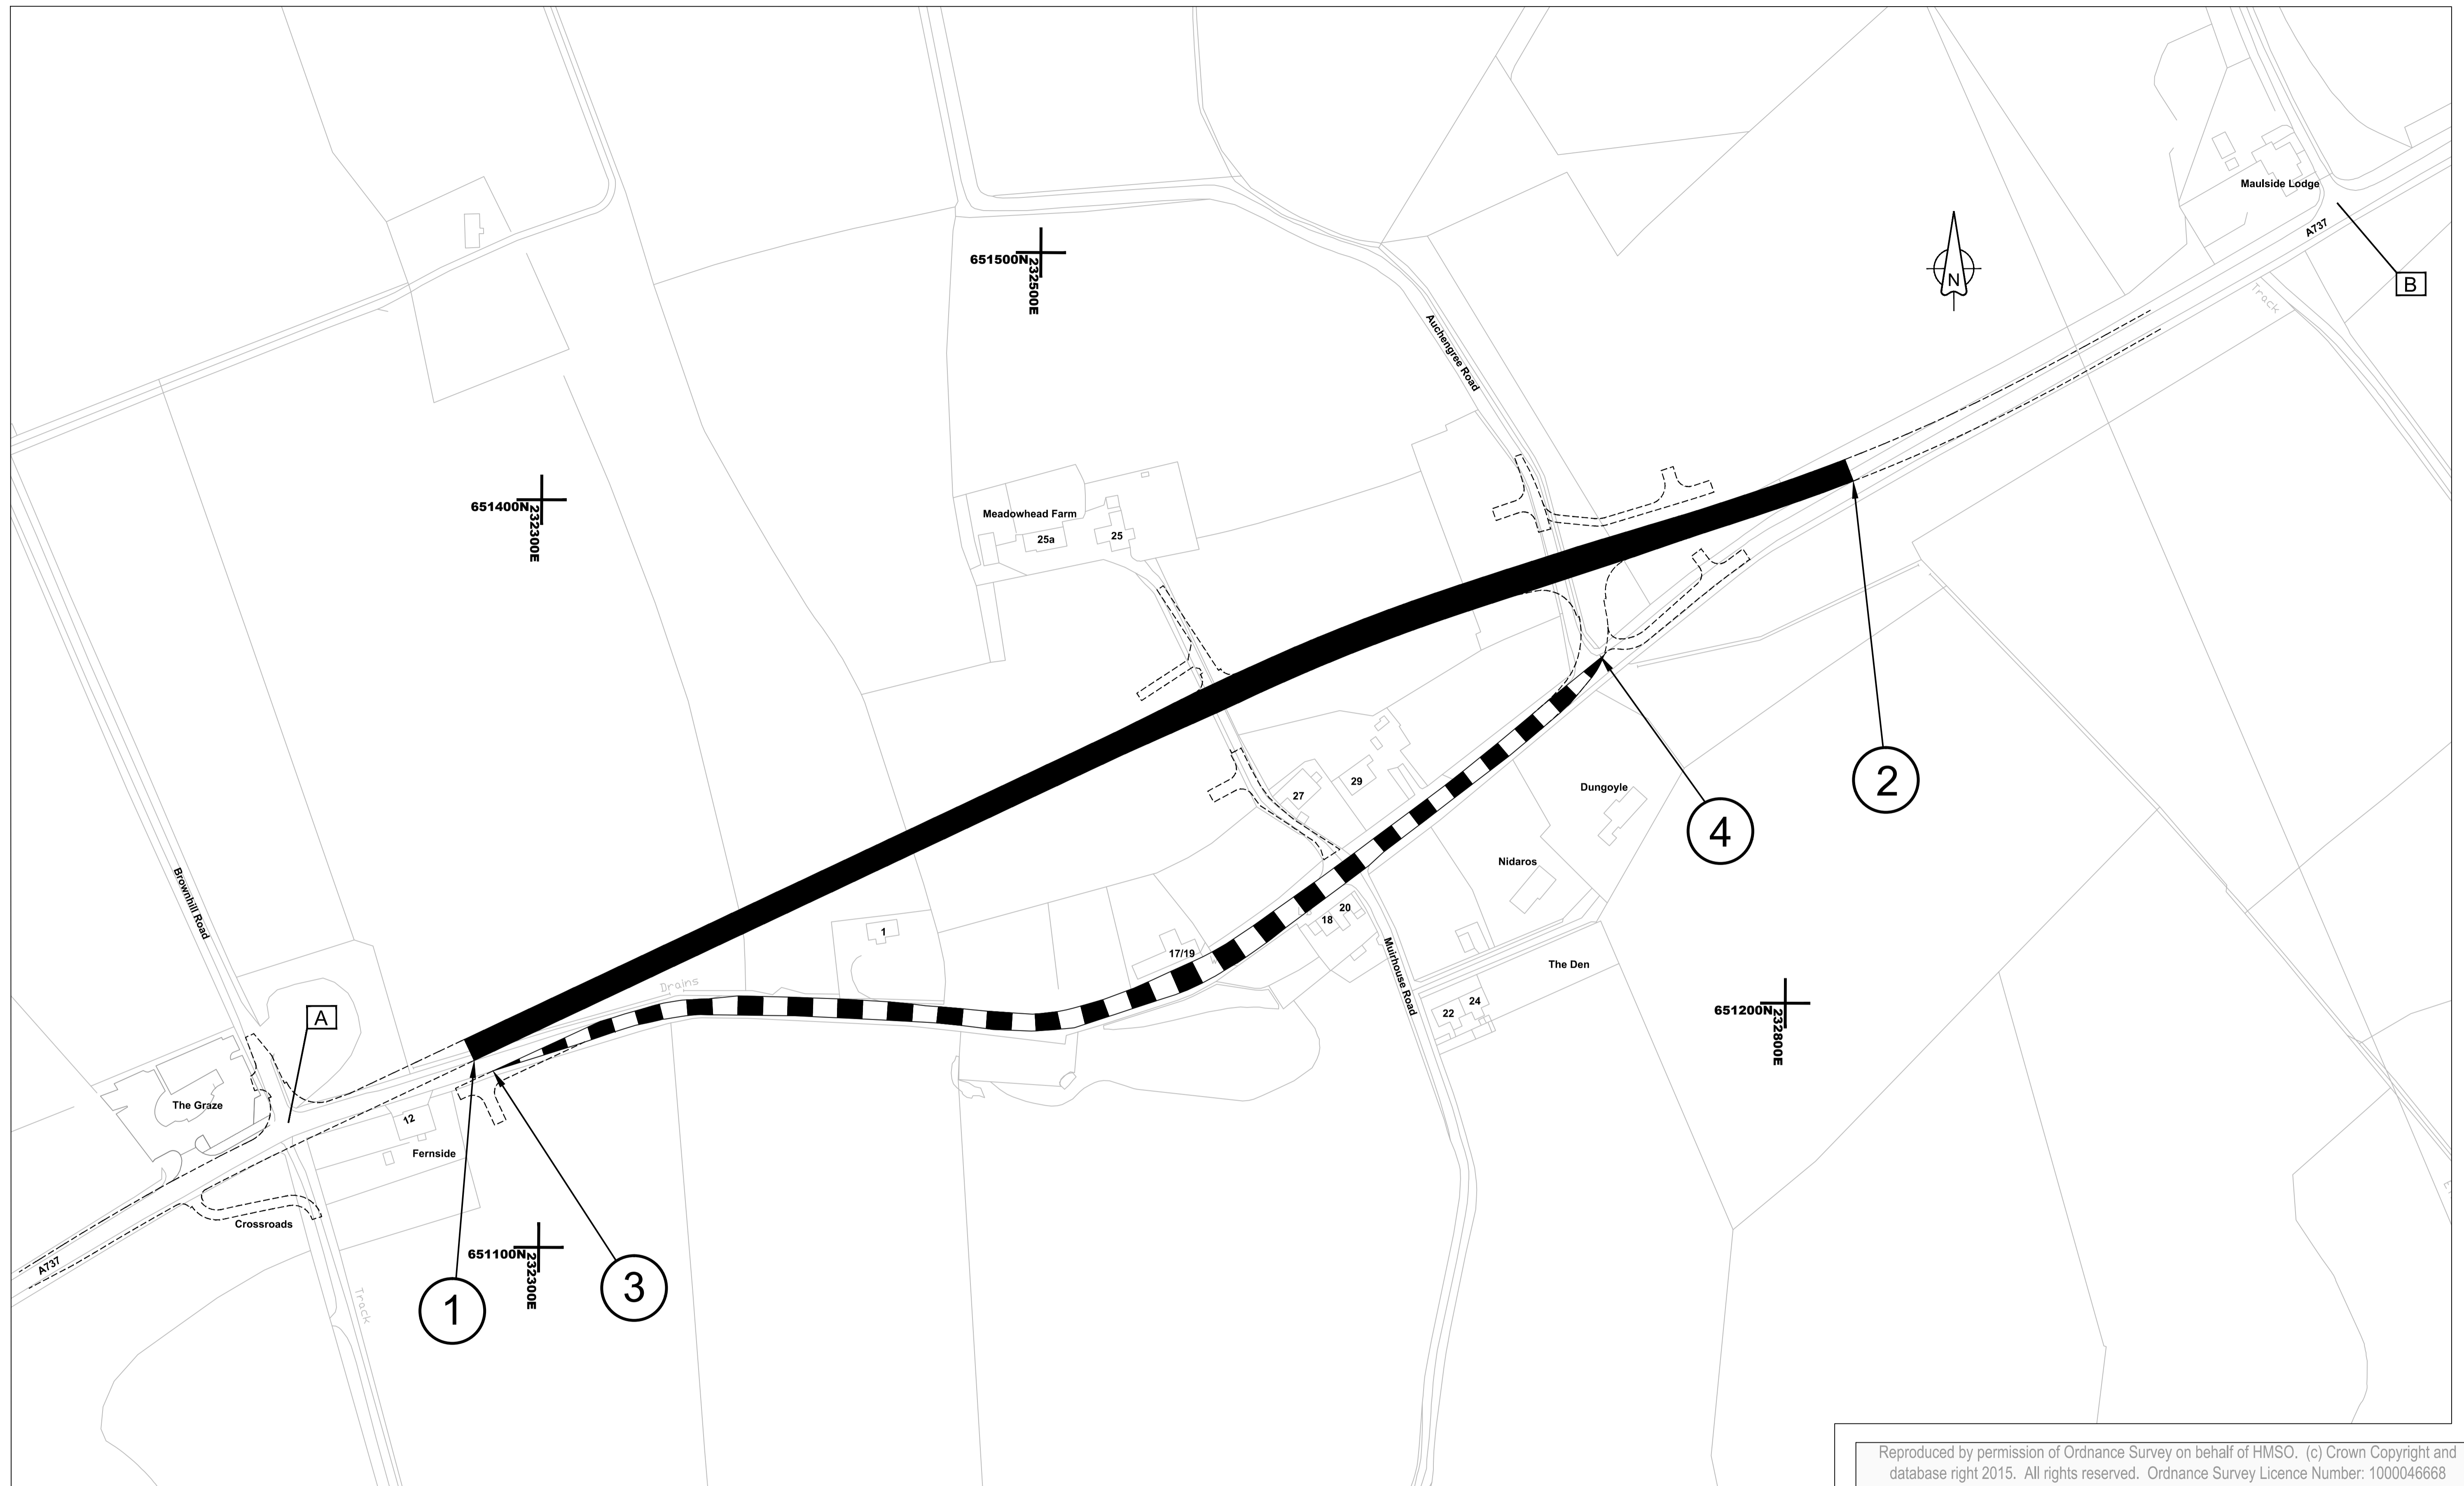 Maulside Lodge
A737
B
Track
N
651500N
232500E
Auchengree Road
651400N
232300E
Meadowhead Farm
25a
25
2
4
29
27
Dungoyle
Nidaros
20
18
17/19
1
Muirhouse Road
The Den
24
22
651200N
232800E
Brownhill Road
Drains
A
The Graze
12
Fernside
Crossroads
A737
Track
651100N
232300E
1
3
Reproduced by permission of Ordnance Survey on behalf of HMSO. (c) Crown Copyright and
database right 2015. All rights reserved. Ordnance Survey Licence Number: 1000046668